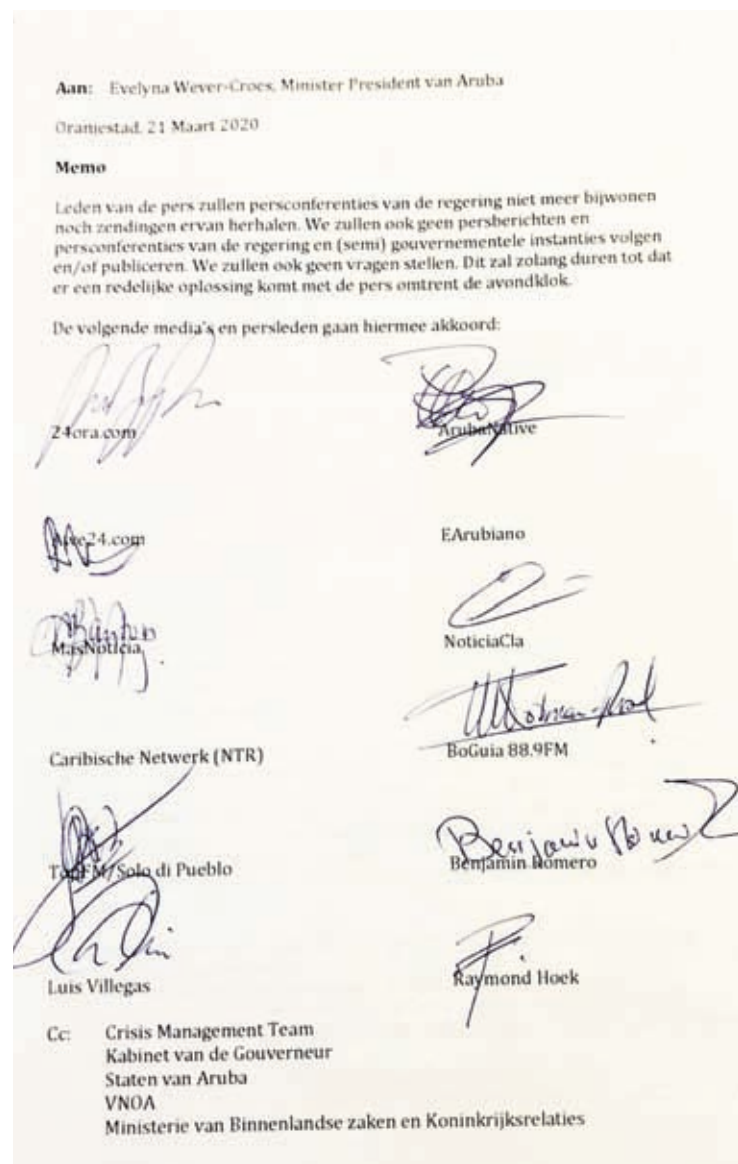 Aan: Evelyna Wever-Croes, Minister President van Aruba
Oranjestad, 21 Maart 2020
Memo
Leden van de pers zullen persconferenties van de regering niet meer bijwonen
noch zendingen ervan herhalen. We zullen ook geen persberichten en
persconferenties van de regering en (semi) gouvernementele instanties volgen
en/of publiceren. We zullen ook geen vragen stellen. Dit zal zolang duren tot dat
er een redelijke oplossing komt met de pers omtrent de avondklok.
De volgende media's en persleden gaan hiermee akkoord:
24ora.com
ArubaNative
24.com
EArubiano
MasNoticia
NoticiaCla
BoGuia 88.9FM
Caribische Netwerk (NTR)
Benjamin Romero
TopFM/Solo di Pueblo
Benjamin Romero
Luis Villegas
Raymond Hoek
Cc: Crisis Management Team
Kabinet van de Gouverneur
Staten van Aruba
VNOA
Ministerie van Binnenlandse zaken en Koninkrijksrelaties